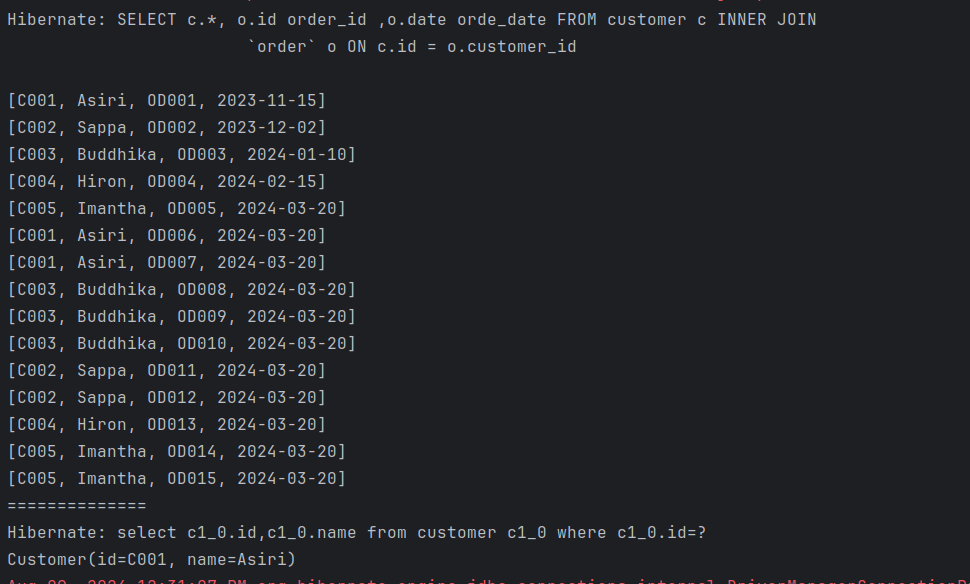 Hibernate: SELECT c.*, o.id order_id ,o.date orde_date FROM customer c INNER JOIN
`order` o ON c.id = o.customer_id
[C001, Asiri, OD001, 2023-11-15]
[C002, Sappa, OD002, 2023-12-02]
[C003, Buddhika, OD003, 2024-01-10]
[C004, Hiron, OD004, 2024-02-15]
[C005, Imantha, OD005, 2024-03-20]
[C001, Asiri, OD006, 2024-03-20]
[C001, Asiri, OD007, 2024-03-20]
[C003, Buddhika, OD008, 2024-03-20]
[C003, Buddhika, OD009, 2024-03-20]
[C003, Buddhika, OD010, 2024-03-20]
[C002, Sappa, OD011, 2024-03-20]
[C002, Sappa, OD012, 2024-03-20]
[C004, Hiron, OD013, 2024-03-20]
[C005, Imantha, OD014, 2024-03-20]
[C005, Imantha, OD015, 2024-03-20]
==============
Hibernate: select c1_0.id,c1_0.name from customer c1_0 where c1_0.id=?
Customer(id=C001, name=Asiri)